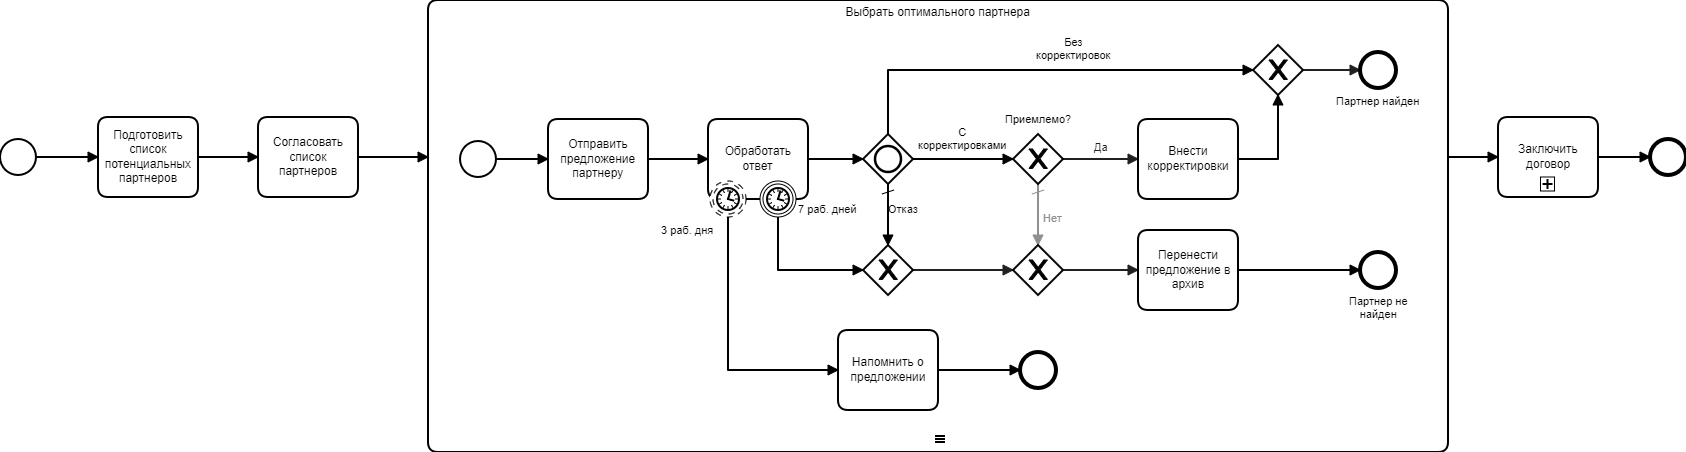 Выбрать оптимального партнера
Без
корректировок
Партнер найден
Подготовить
список
потенциальных
партнеров
Согласовать
список
партнеров
Отправить
предложение
партнеру
Обработать
ответ
С
корректировками
Приемлемо?
Да
Внести
корректировки
Заключить
договор
3 раб. дня
7 раб. дней
Отказ
Нет
Перенести
предложение в
архив
Партнер не
найден
Напомнить о
предложении